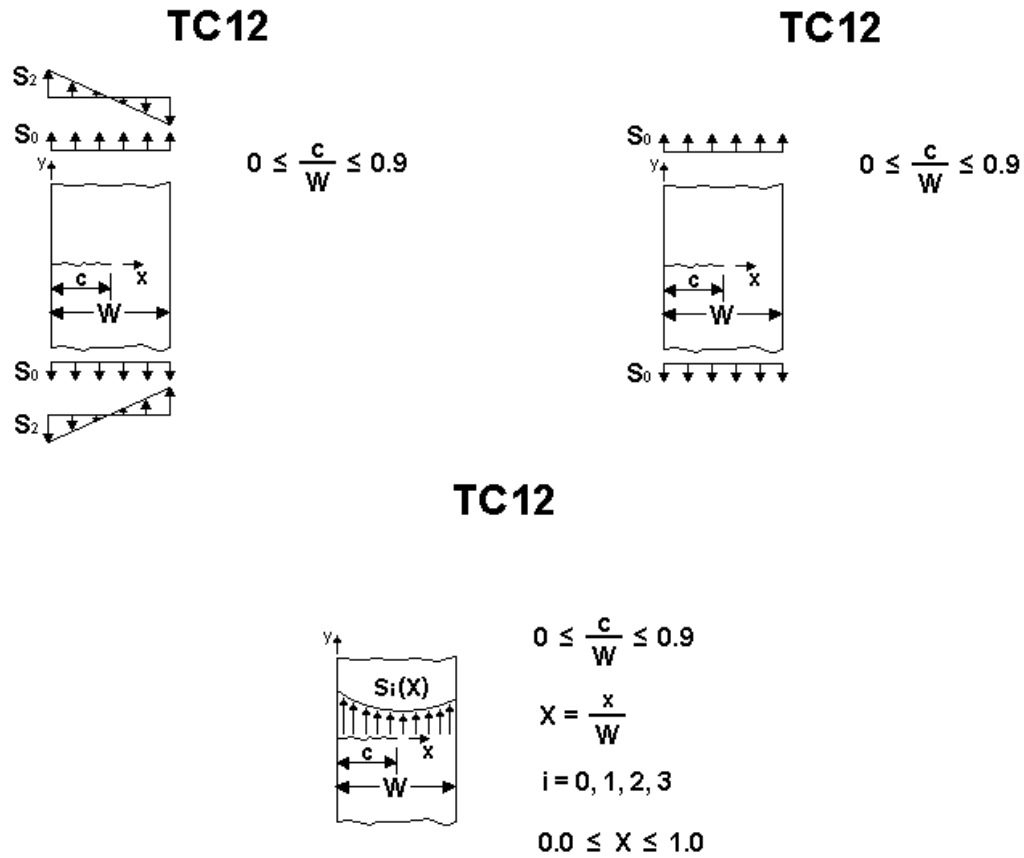 TC12
S₂
S₀
y
0 ≤ c/W ≤ 0.9
x
c
W
S₀
S₂
TC12
S₀
y
0 ≤ c/W ≤ 0.9
x
c
W
S₀
TC12
y
Si(X)
x
c
W
0 ≤ c/W ≤ 0.9
X = x/W
i = 0, 1, 2, 3
0.0 ≤ X ≤ 1.0